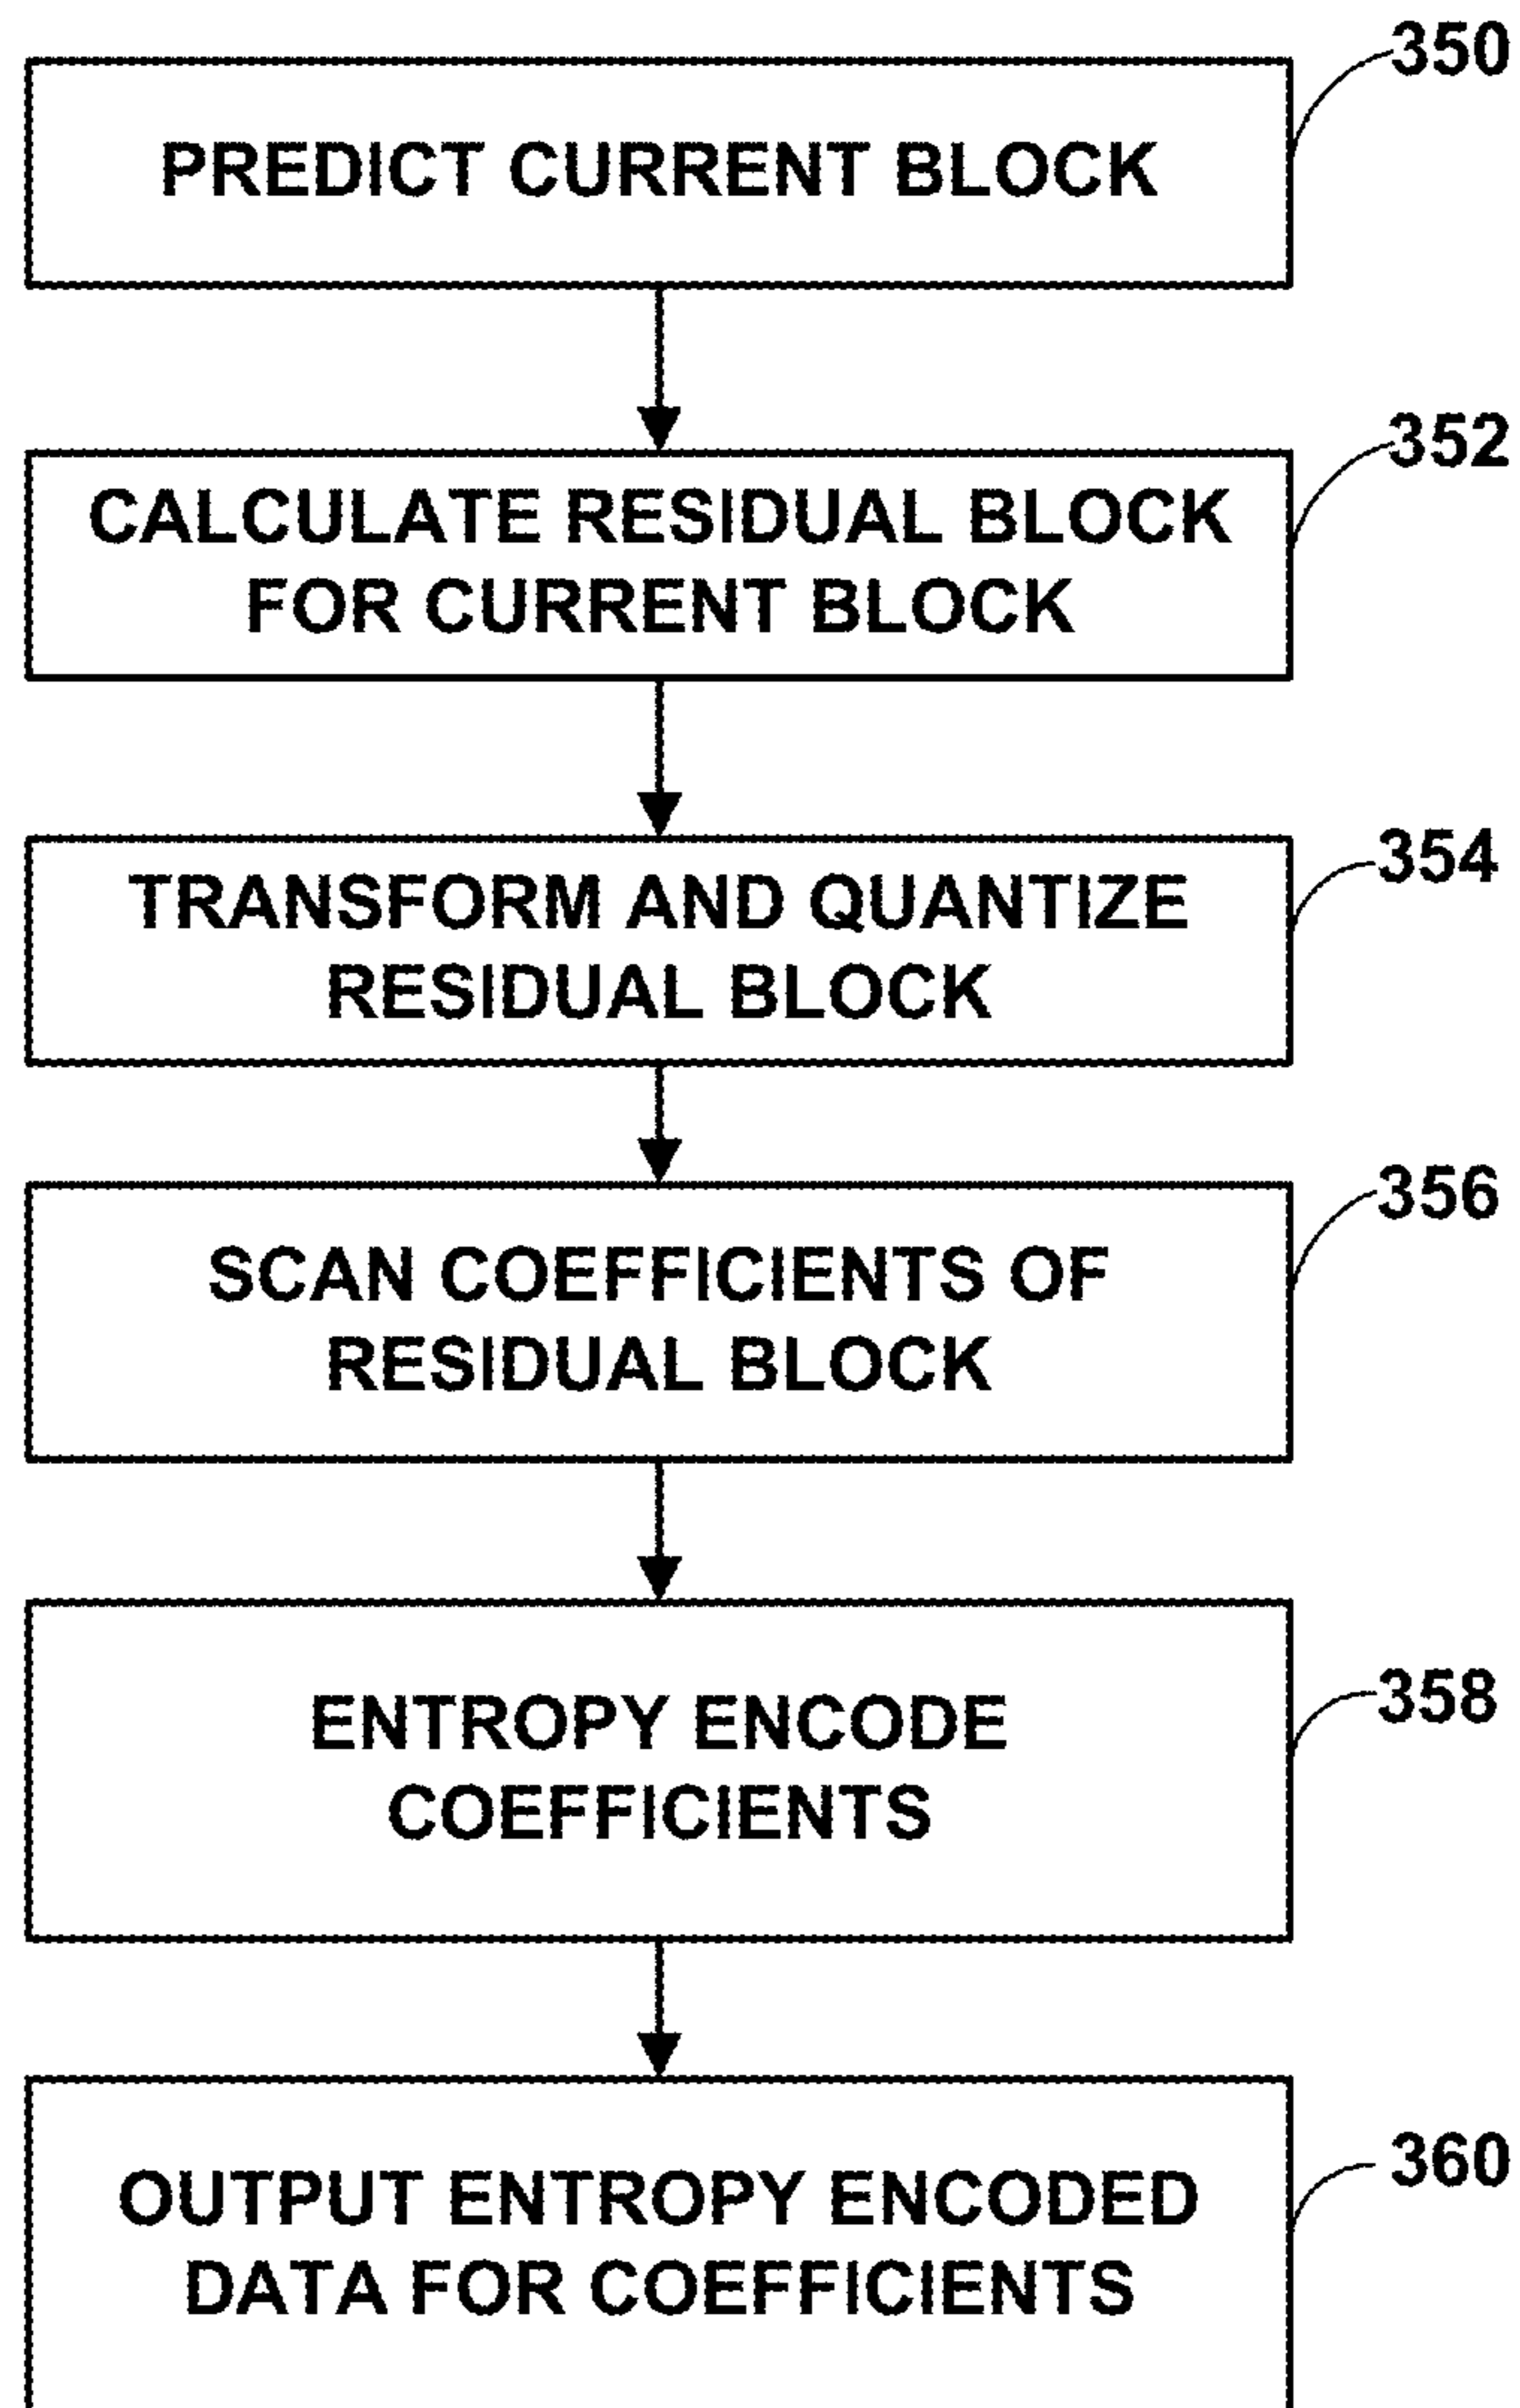 350
PREDICT CURRENT BLOCK
352
CALCULATE RESIDUAL BLOCK
FOR CURRENT BLOCK
354
TRANSFORM AND QUANTIZE
RESIDUAL BLOCK
356
SCAN COEFFICIENTS OF
RESIDUAL BLOCK
358
ENTROPY ENCODE
COEFFICIENTS
360
OUTPUT ENTROPY ENCODED
DATA FOR COEFFICIENTS